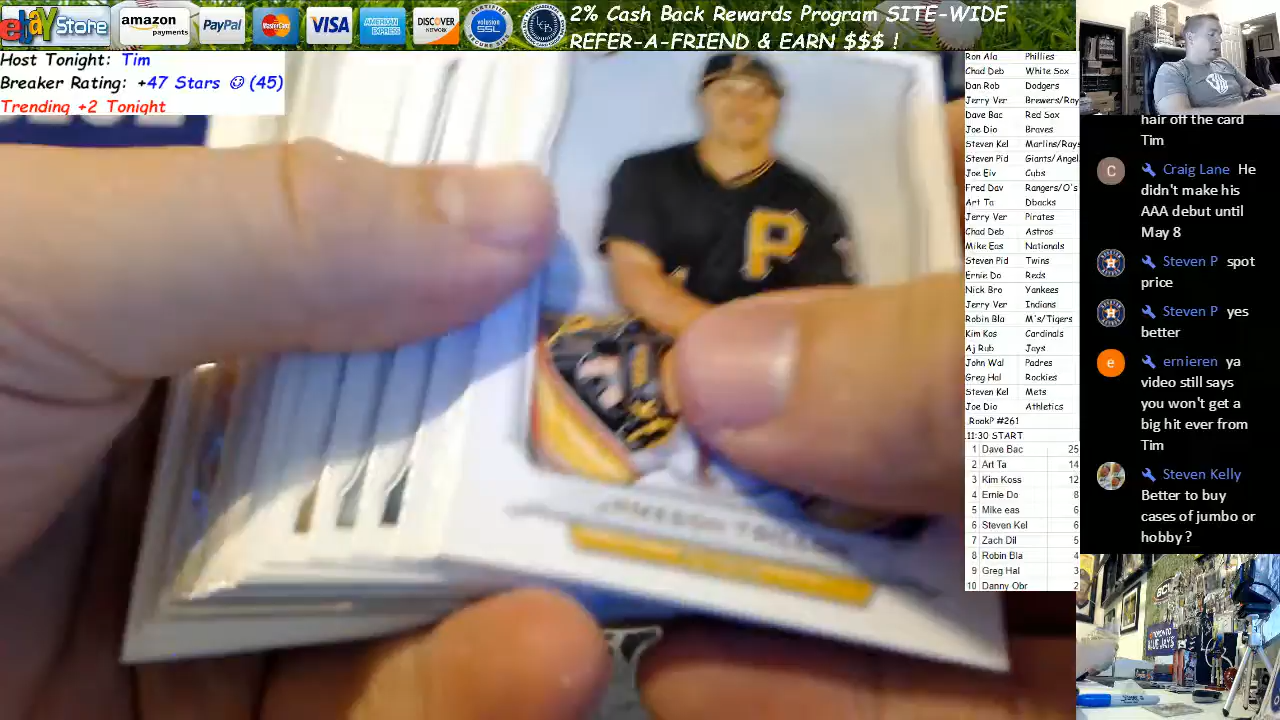 ebay Store
amazon payments
PayPal
MasterCard
VISA
AMERICAN EXPRESS
DISCOVER NETWORK
volusion SSL
2% Cash Back Rewards Program SITE-WIDE
REFER-A-FRIEND & EARN $$$ !
Host Tonight: Tim
Breaker Rating: +47 Stars ☺ (45)
Trending +2 Tonight
P
Ron Ala Phillies
Chad Deb White Sox
Dan Rob Dodgers
Jerry Ver Brewers/Ray
Dave Bac Red Sox
Joe Dio Braves
Steven Kel Marlins/Rays
Steven Pid Giants/Angel
Joe Eiv Cubs
Fred Dav Rangers/O's
Art Ta Dbacks
Jerry Ver Pirates
Chad Deb Astros
Mike Eas Nationals
Steven Pid Twins
Ernie Do Reds
Nick Bro Yankees
Jerry Ver Indians
Robin Bla M's/Tigers
Kim Kos Cardinals
Aj Rub Jays
John Wal Padres
Greg Hal Rockies
Steven Kel Mets
Joe Dio Athletics
RookP #261
11:30 START
1 Dave Bac 25
2 Art Ta 14
3 Kim Koss 12
4 Ernie Do 8
5 Mike eas 6
6 Steven Kel 6
7 Zach Dil 5
8 Robin Bla 4
9 Greg Hal 3
10 Danny Obr 2
hair off the card
Tim
C
Craig Lane He
didn't make his
AAA debut until
May 8
Steven P spot
price
Steven P yes
better
e
ernieren ya
video still says
you won't get a
big hit ever from
Tim
Steven Kelly
Better to buy
cases of jumbo or
hobby ?
BLUE JAYS